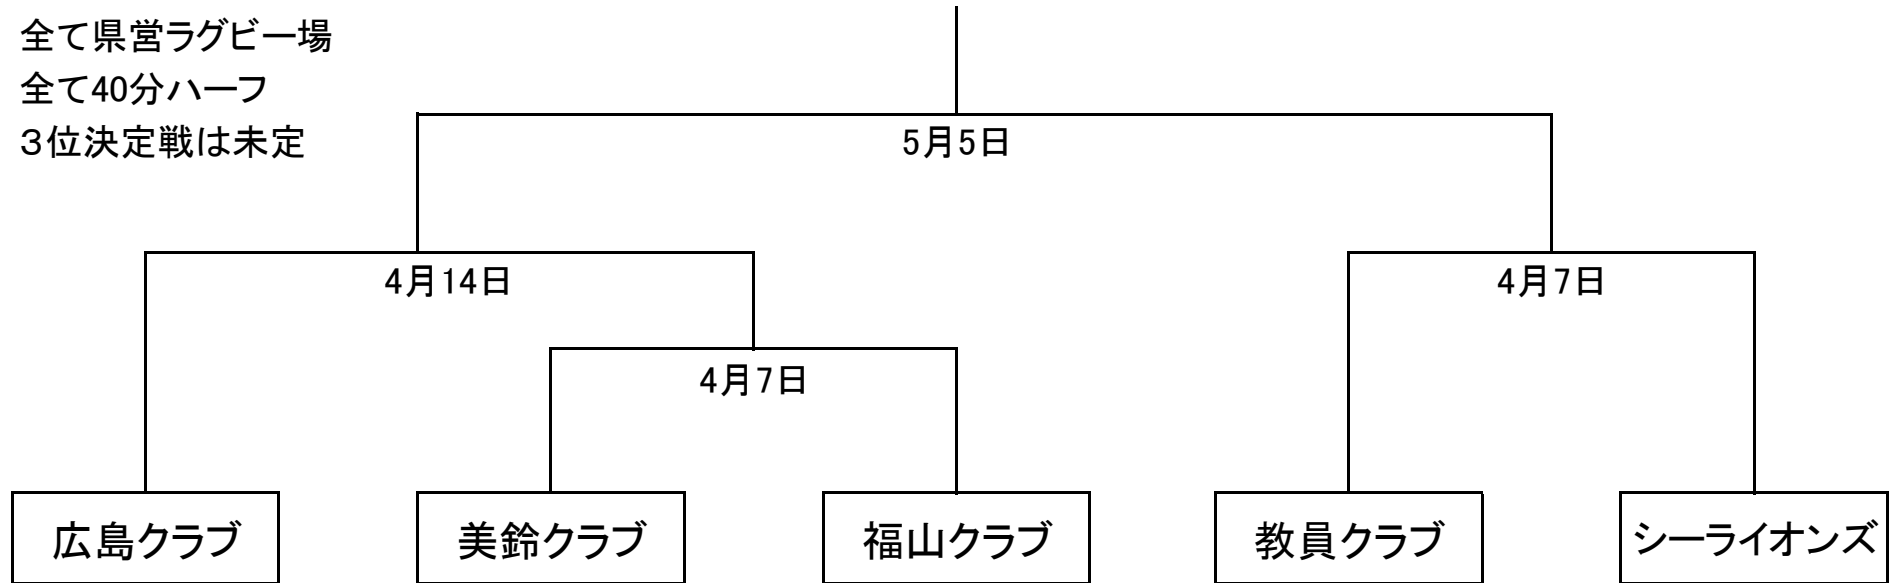 全て県営ラグビー場
全て40分ハーフ
３位決定戦は未定
5月5日
4月14日
4月7日
4月7日
広島クラブ
美鈴クラブ
福山クラブ
教員クラブ
シーライオンズ